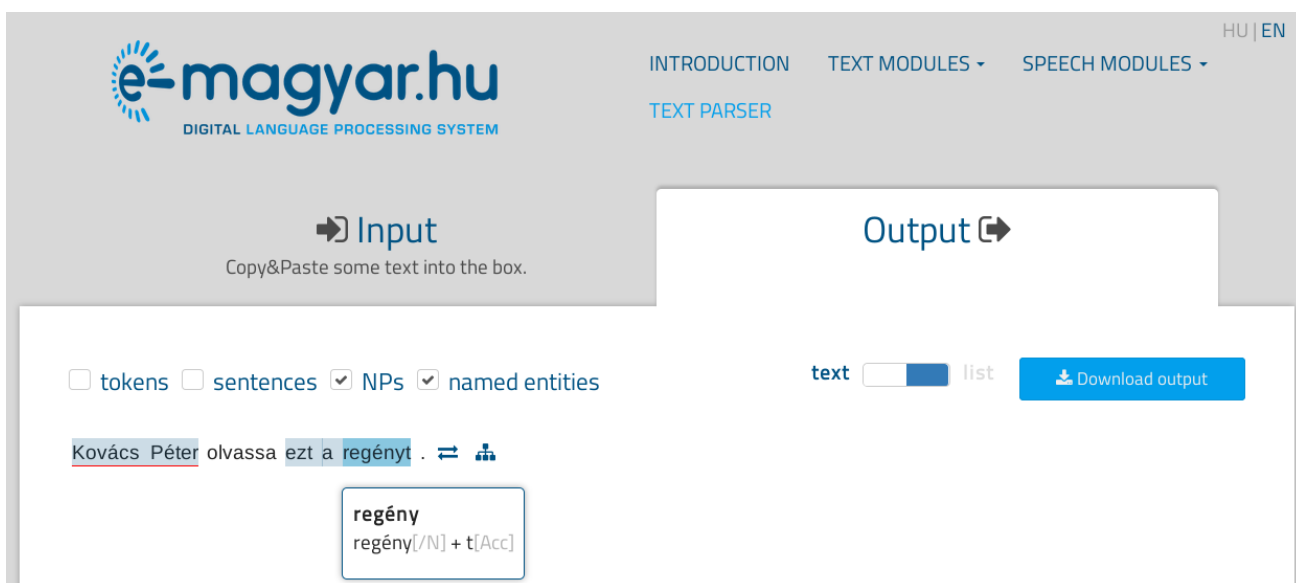 HU | EN
e-magyar.hu
DIGITAL LANGUAGE PROCESSING SYSTEM
INTRODUCTION TEXT MODULES SPEECH MODULES
TEXT PARSER
Input
Copy&Paste some text into the box.
Output
tokens sentences NPs named entities
text list
Download output
Kovács Péter olvassa ezt a regényt .
regény
regény[/N] + t[Acc]